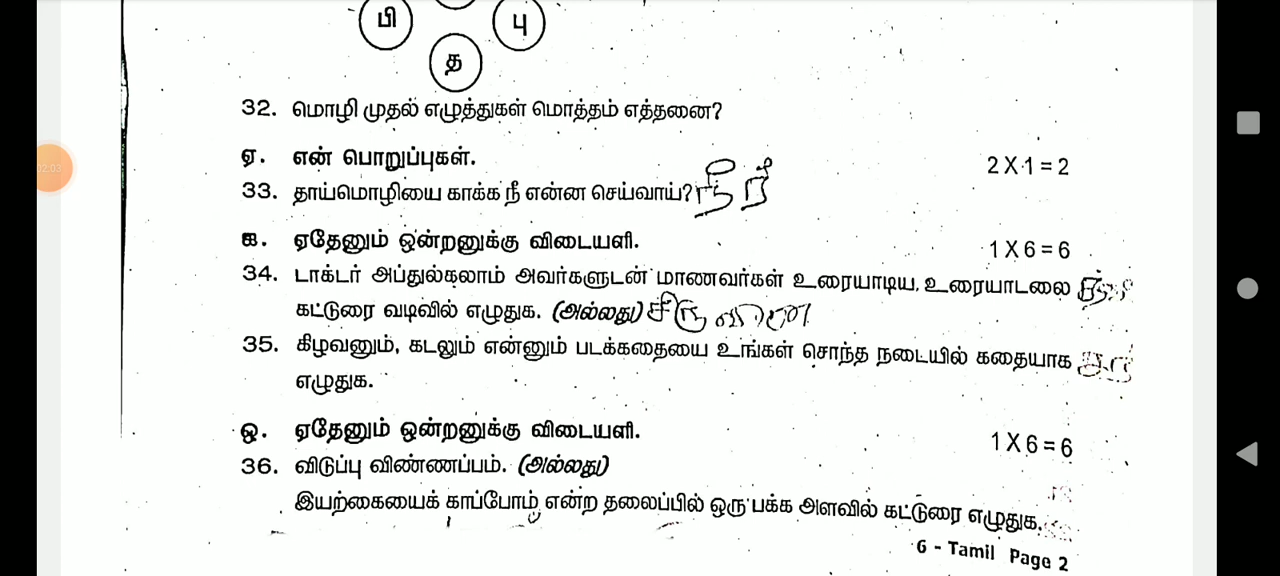 பி
பு
த
32. மொழி முதல் எழுத்துகள் மொத்தம் எத்தனை?
ஏ. என் பொறுப்புகள். 2 X 1 = 2
33. தாய்மொழியை காக்க நீ என்ன செய்வாய்?
ஐ. ஏதேனும் ஒன்றனுக்கு விடையளி. 1 X 6 = 6
34. டாக்டர் அப்துல்கலாம் அவர்களுடன் மாணவர்கள் உரையாடிய, உரையாடலை
கட்டுரை வடிவில் எழுதுக. (அல்லது)
35. கிழவனும், கடலும் என்னும் படக்கதையை உங்கள் சொந்த நடையில் கதையாக
எழுதுக.
ஒ. ஏதேனும் ஒன்றனுக்கு விடையளி. 1 X 6 = 6
36. விடுப்பு விண்ணப்பம். (அல்லது)
இயற்கையைக் காப்போம் என்ற தலைப்பில் ஒரு பக்க அளவில் கட்டுரை எழுதுக.
6 - Tamil Page 2
02:03